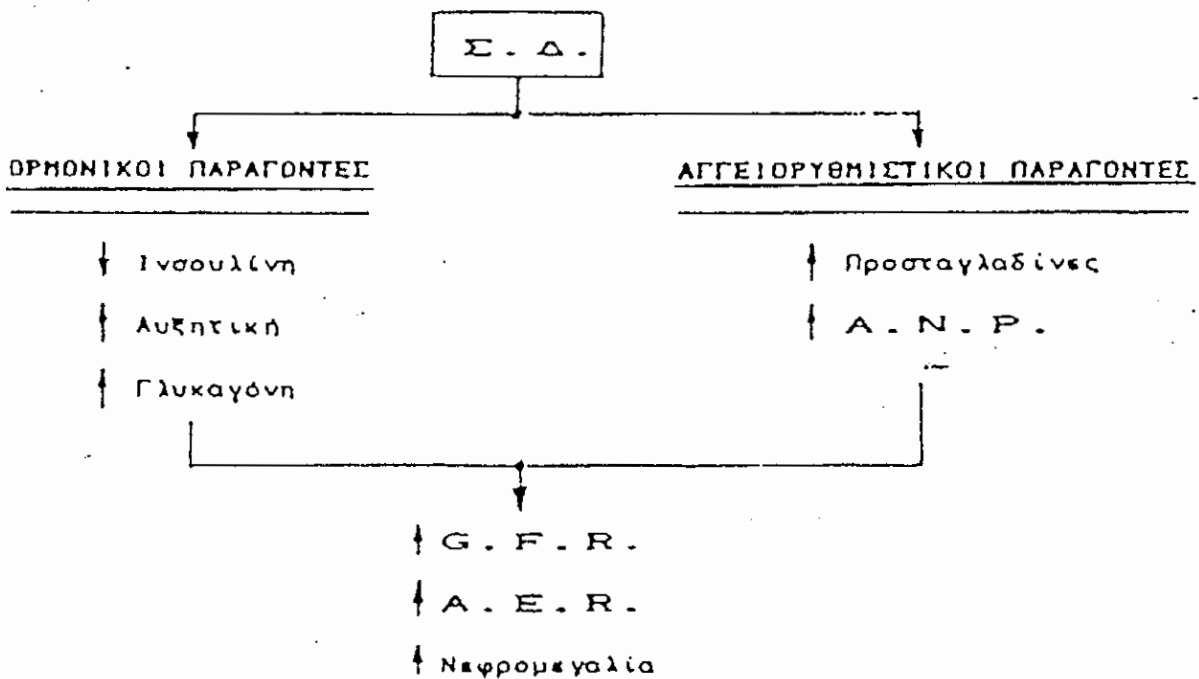 Σ. Δ.
ΟΡΜΟΝΙΚΟΙ ΠΑΡΑΓΟΝΤΕΣ
↓ Ινσουλίνη
↑ Αυξητική
↑ Γλυκαγόνη
ΑΓΓΕΙΟΡΥΘΜΙΣΤΙΚΟΙ ΠΑΡΑΓΟΝΤΕΣ
↑ Προσταγλαδίνες
↑ A. N. P.
↑ G. F. R.
↑ A. E. R.
↑ Νεφρομεγαλία